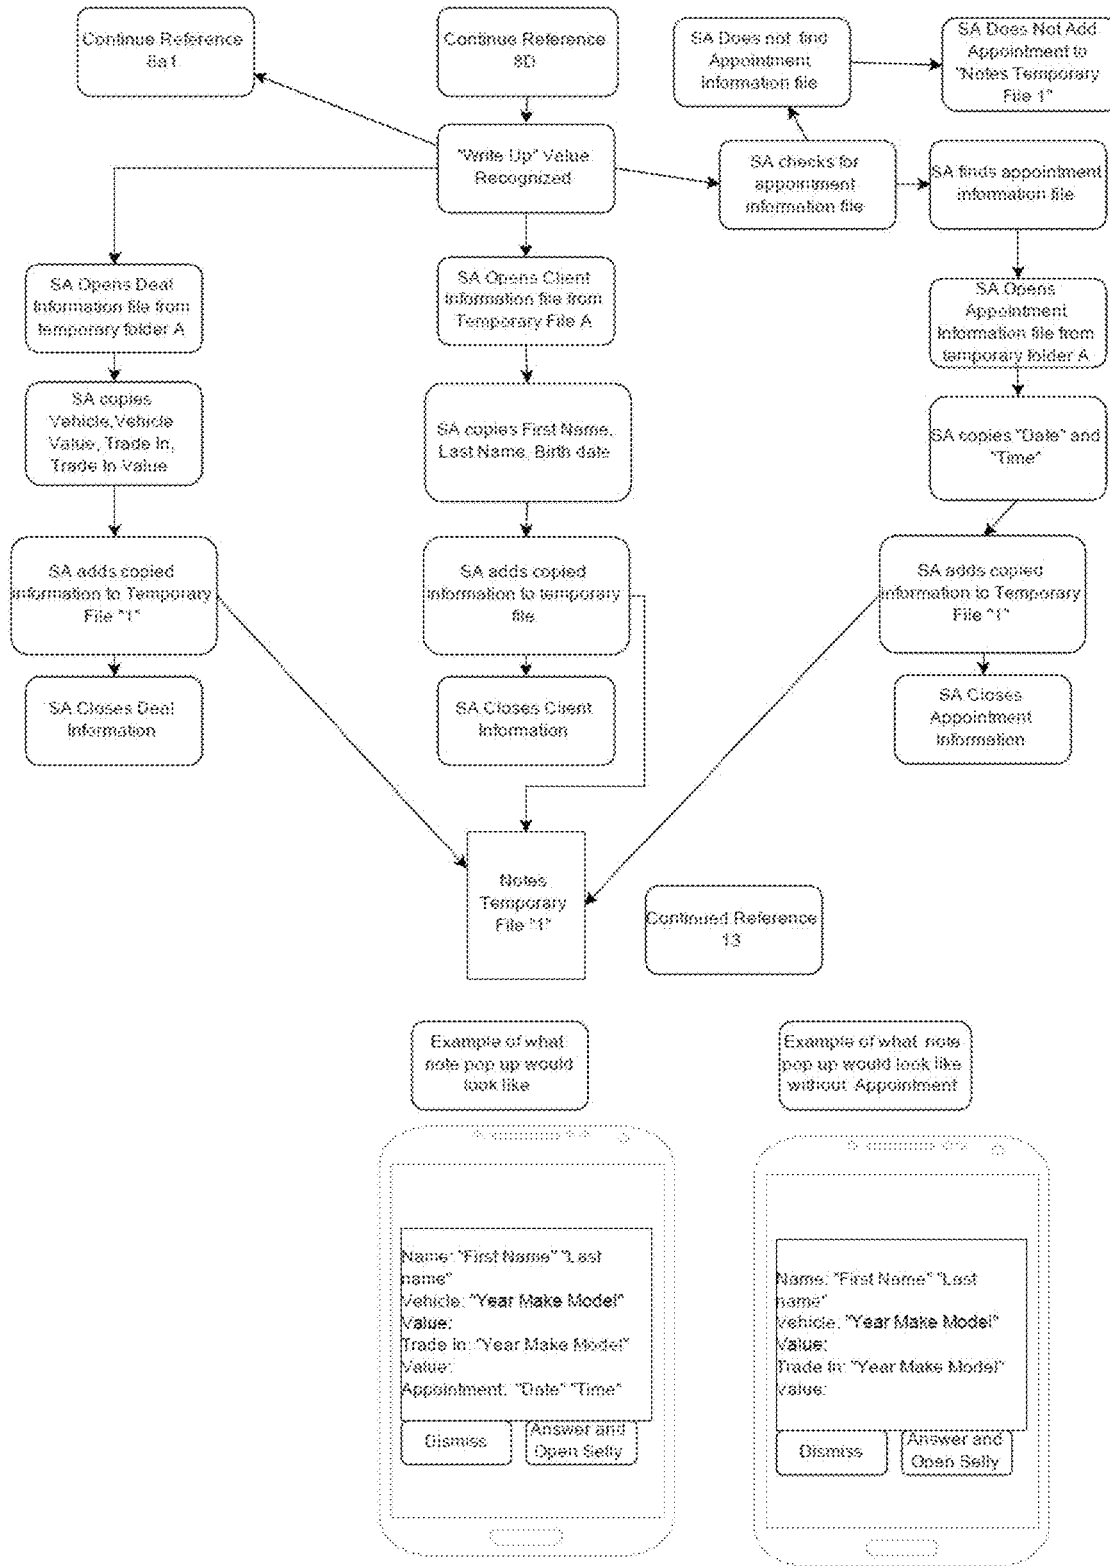 Continue Reference
8a1
Continue Reference
8D
SA Does not find
Appointment
Information file
SA Does Not Add
Appointment to
"Notes Temporary
File 1"
"Write Up" Value
Recognized
SA checks for
appointment
information file
SA finds appointment
information file
SA Opens Deal
Information file from
temporary folder A
SA Opens Client
Information file from
Temporary File A
SA Opens
Appointment
Information file from
temporary folder A
SA copies
Vehicle,Vehicle
Value, Trade In,
Trade In Value
SA copies First Name,
Last Name, Birth date
SA copies "Date" and
"Time"
SA adds copied
information to Temporary
File "1"
SA adds copied
information to temporary
file
SA adds copied
information to Temporary
File "1"
SA Closes Deal
Information
SA Closes Client
Information
SA Closes
Appointment
Information
Notes
Temporary
File "1"
Continued Reference
13
Example of what
note pop up would
look like
Example of what note
pop up would look like
without Appointment
Name: "First Name" "Last
name"
Vehicle: "Year Make Model"
Value:
Trade In: "Year Make Model"
Value:
Appointment: "Date" "Time"
Dismiss
Answer and
Open Selly
Name: "First Name" "Last
name"
Vehicle: "Year Make Model"
Value:
Trade In: "Year Make Model"
Value:
Dismiss
Answer and
Open Selly